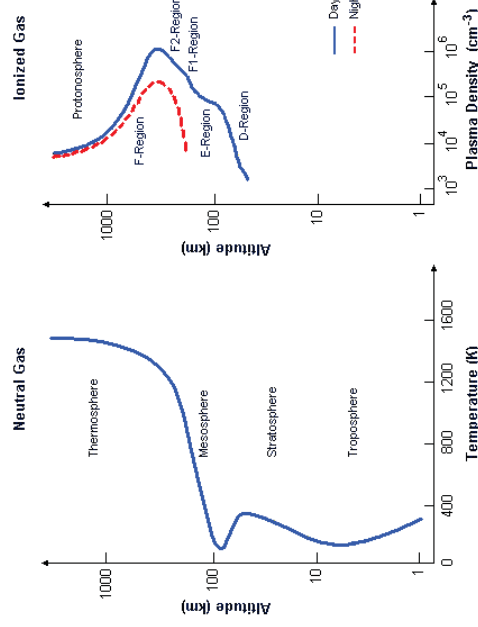 Neutral Gas
Altitude (km)
1000
100
10
1
Thermosphere
Mesosphere
Stratosphere
Troposphere
0
400
800
1200
1600
Temperature (K)
Ionized Gas
Altitude (km)
1000
100
10
1
Protonosphere
F-Region
F2-Region
F1-Region
E-Region
D-Region
Day
Nigh
10³
10⁴
10⁵
10⁶
Plasma Density (cm⁻³)